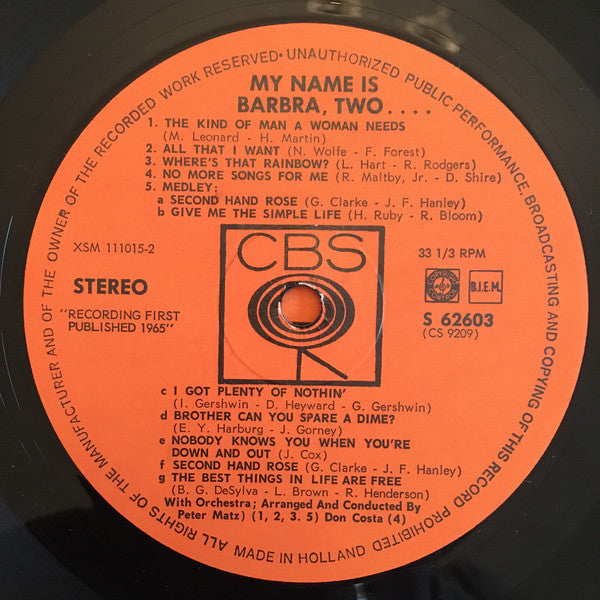 ALL RIGHTS OF THE MANUFACTURER AND OF THE OWNER OF THE RECORDED WORK RESERVED • UNAUTHORIZED PUBLIC PERFORMANCE, BROADCASTING AND COPYING OF THIS RECORD PROHIBITED
MY NAME IS
BARBRA, TWO....
1. THE KIND OF MAN A WOMAN NEEDS
(M. Leonard - H. Martin)
2. ALL THAT I WANT (N. Wolfe - F. Forest)
3. WHERE'S THAT RAINBOW? (L. Hart - R. Rodgers)
4. NO MORE SONGS FOR ME (R. Maltby, Jr. - D. Shire)
5. MEDLEY:
a SECOND HAND ROSE (G. Clarke - J. F. Hanley)
b GIVE ME THE SIMPLE LIFE (H. Ruby - R. Bloom)
XSM 111015-2
CBS
33 1/3 RPM
STEREO
B.I.E.M.
"RECORDING FIRST
PUBLISHED 1965"
S 62603
(CS 9209)
c I GOT PLENTY OF NOTHIN'
(I. Gershwin - D. Heyward - G. Gershwin)
d BROTHER CAN YOU SPARE A DIME?
(E. Y. Harburg - J. Gorney)
e NOBODY KNOWS YOU WHEN YOU'RE
DOWN AND OUT (J. Cox)
f SECOND HAND ROSE (G. Clarke - J. F. Hanley)
g THE BEST THINGS IN LIFE ARE FREE
(B. G. DeSylva - L. Brown - R. Henderson)
With Orchestra; Arranged And Conducted By
Peter Matz) (1, 2, 3. 5) Don Costa (4)
MADE IN HOLLAND